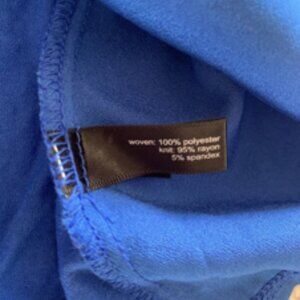 woven: 100% polyester
knit: 95% rayon
5% spandex